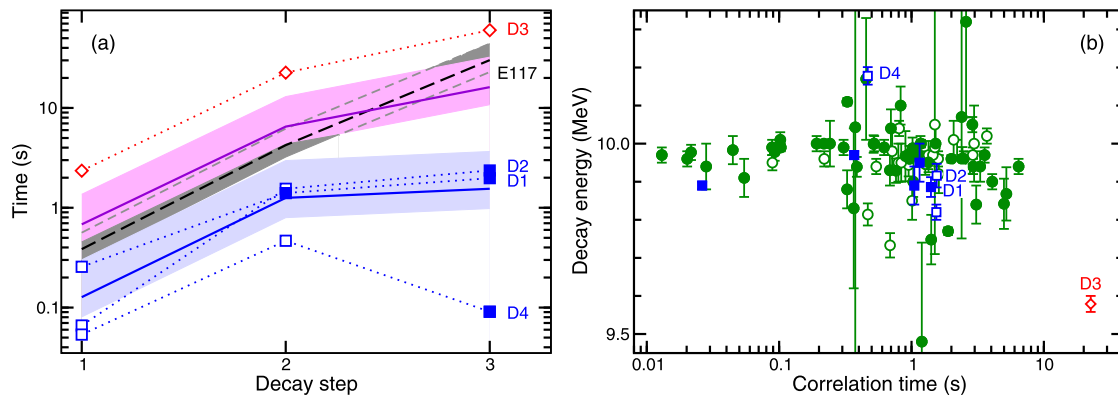 (a)
Time (s)
10
1
0.1
D3
E117
D2
D1
D4
1
2
3
Decay step
(b)
Decay energy (MeV)
10.0
9.5
D4
D2
D1
D3
0.01
0.1
1
10
Correlation time (s)